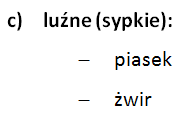 c) luźne (sypkie):
– piasek
– żwir